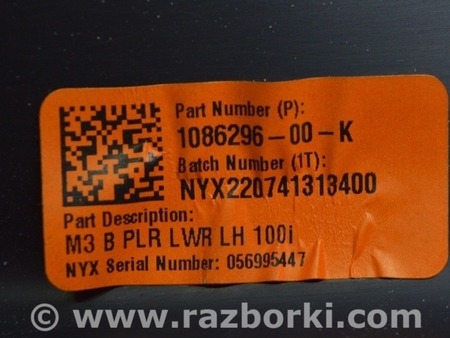 Part Number (P):
1086296-00-K
Batch Number (1T):
NYX220741313400
Part Description:
M3 B PLR LWR LH 100i
NYX Serial Number: 056995447
© www.razborki.com